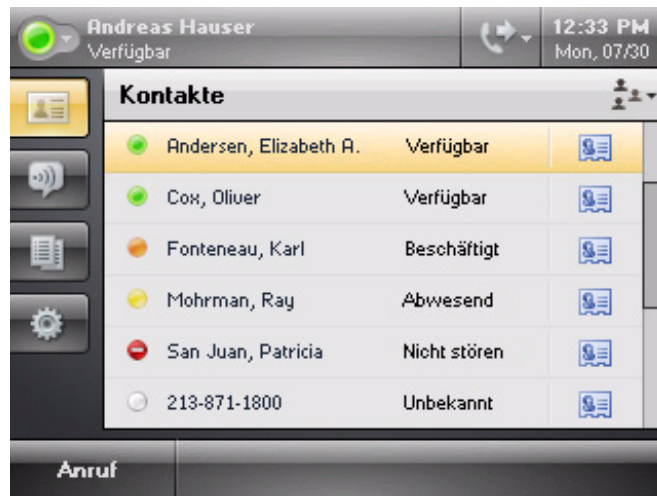 Andreas Hauser
Verfügbar
12:33 PM
Mon, 07/30
Kontakte
Andersen, Elizabeth A. Verfügbar
Cox, Oliver Verfügbar
Fonteneau, Karl Beschäftigt
Mohrman, Ray Abwesend
San Juan, Patricia Nicht stören
213-871-1800 Unbekannt
Anruf